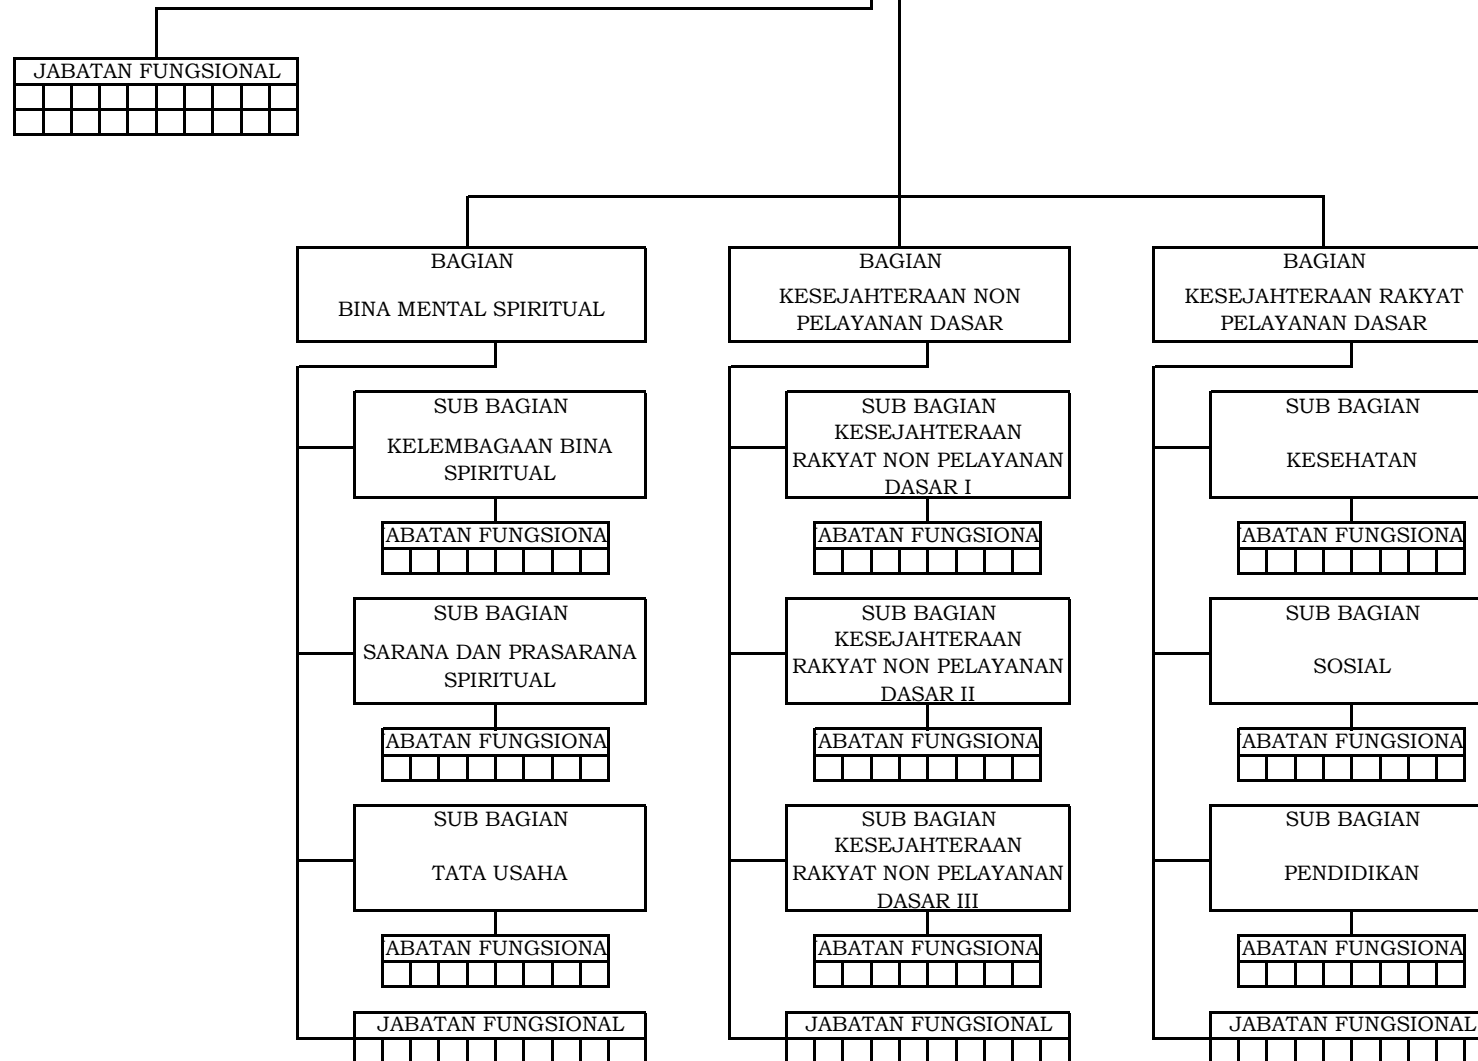 JABATAN FUNGSIONAL
BAGIAN
BINA MENTAL SPIRITUAL
BAGIAN
KESEJAHTERAAN NON
PELAYANAN DASAR
BAGIAN
KESEJAHTERAAN RAKYAT
PELAYANAN DASAR
SUB BAGIAN
KELEMBAGAAN BINA
SPIRITUAL
ABATAN FUNGSIONA
SUB BAGIAN
SARANA DAN PRASARANA
SPIRITUAL
ABATAN FUNGSIONA
SUB BAGIAN
TATA USAHA
ABATAN FUNGSIONA
JABATAN FUNGSIONAL
SUB BAGIAN
KESEJAHTERAAN
RAKYAT NON PELAYANAN
DASAR I
ABATAN FUNGSIONA
SUB BAGIAN
KESEJAHTERAAN
RAKYAT NON PELAYANAN
DASAR II
ABATAN FUNGSIONA
SUB BAGIAN
KESEJAHTERAAN
RAKYAT NON PELAYANAN
DASAR III
ABATAN FUNGSIONA
JABATAN FUNGSIONAL
SUB BAGIAN
KESEHATAN
ABATAN FUNGSIONA
SUB BAGIAN
SOSIAL
ABATAN FUNGSIONA
SUB BAGIAN
PENDIDIKAN
ABATAN FUNGSIONA
JABATAN FUNGSIONAL